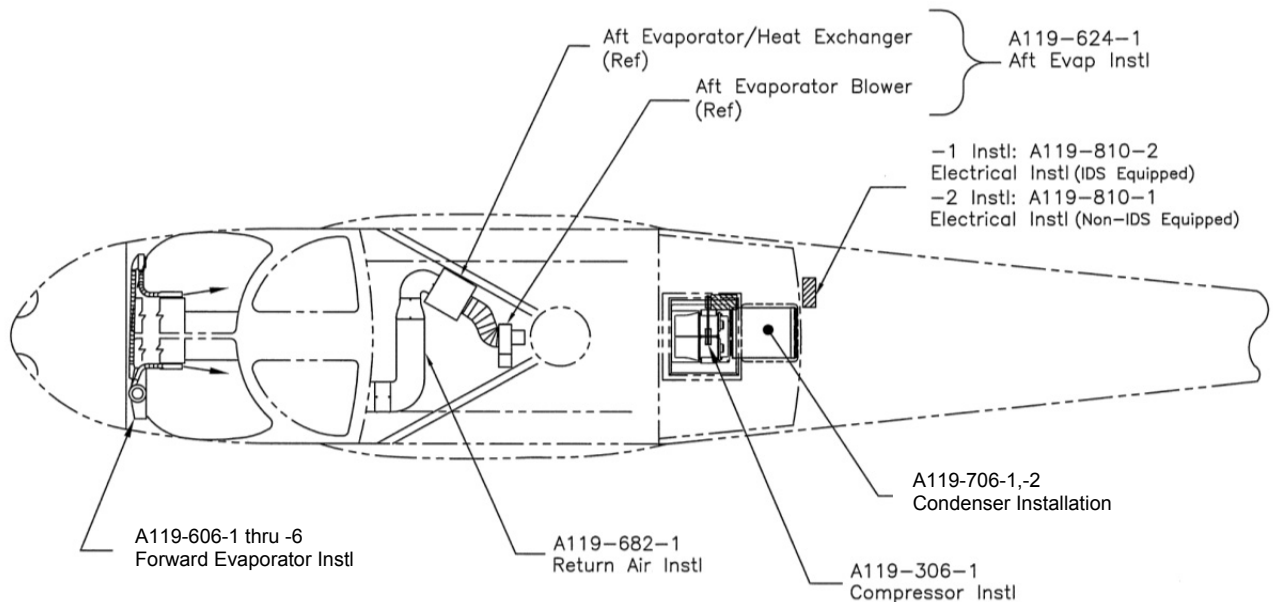 Aft Evaporator/Heat Exchanger
(Ref)
A119-624-1
Aft Evap Instl
Aft Evaporator Blower
(Ref)
-1 Instl: A119-810-2
Electrical Instl (IDS Equipped)
-2 Instl: A119-810-1
Electrical Instl (Non-IDS Equipped)
A119-706-1,-2
Condenser Installation
A119-606-1 thru -6
Forward Evaporator Instl
A119-682-1
Return Air Instl
A119-306-1
Compressor Instl